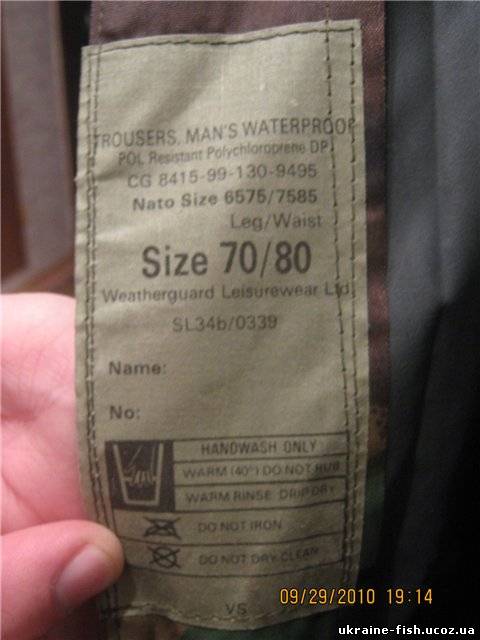 TROUSERS, MAN'S WATERPROOF
POL Resistant Polychloroprene DP
CG 8415-99-130-9495
Nato Size 6575/7585
Leg/Waist
Size 70/80
Weatherguard Leisurewear Ltd
SL34b/0339
Name:
No:
HANDWASH ONLY
WARM (40°) DO NOT RUB
WARM RINSE DRIP DRY
DO NOT IRON
DO NOT DRY CLEAN
VS
09/29/2010 19:14
ukraine-fish.ucoz.ua